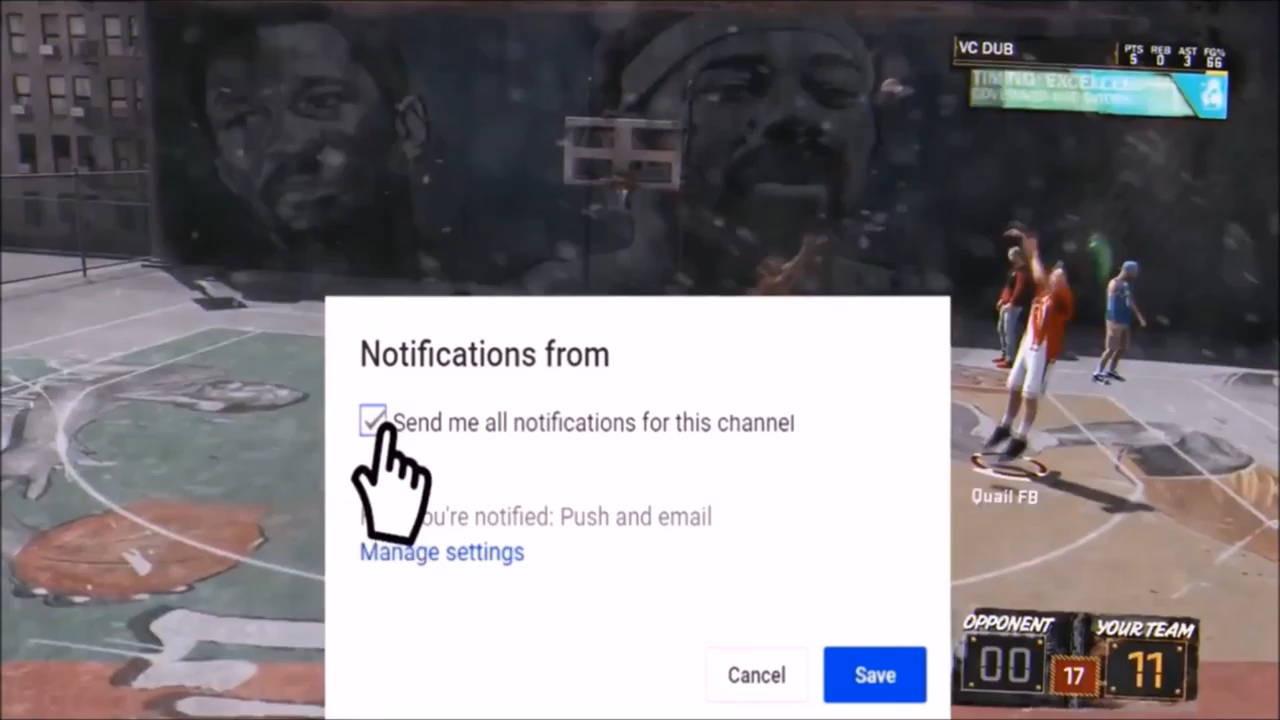 VC DUB
PTS REB AST FG%
5 0 3 66
Notifications from
Send me all notifications for this channel
you're notified: Push and email
Manage settings
Cancel
Save
Quail FB
OPPONENT
YOUR TEAM
00
17
11